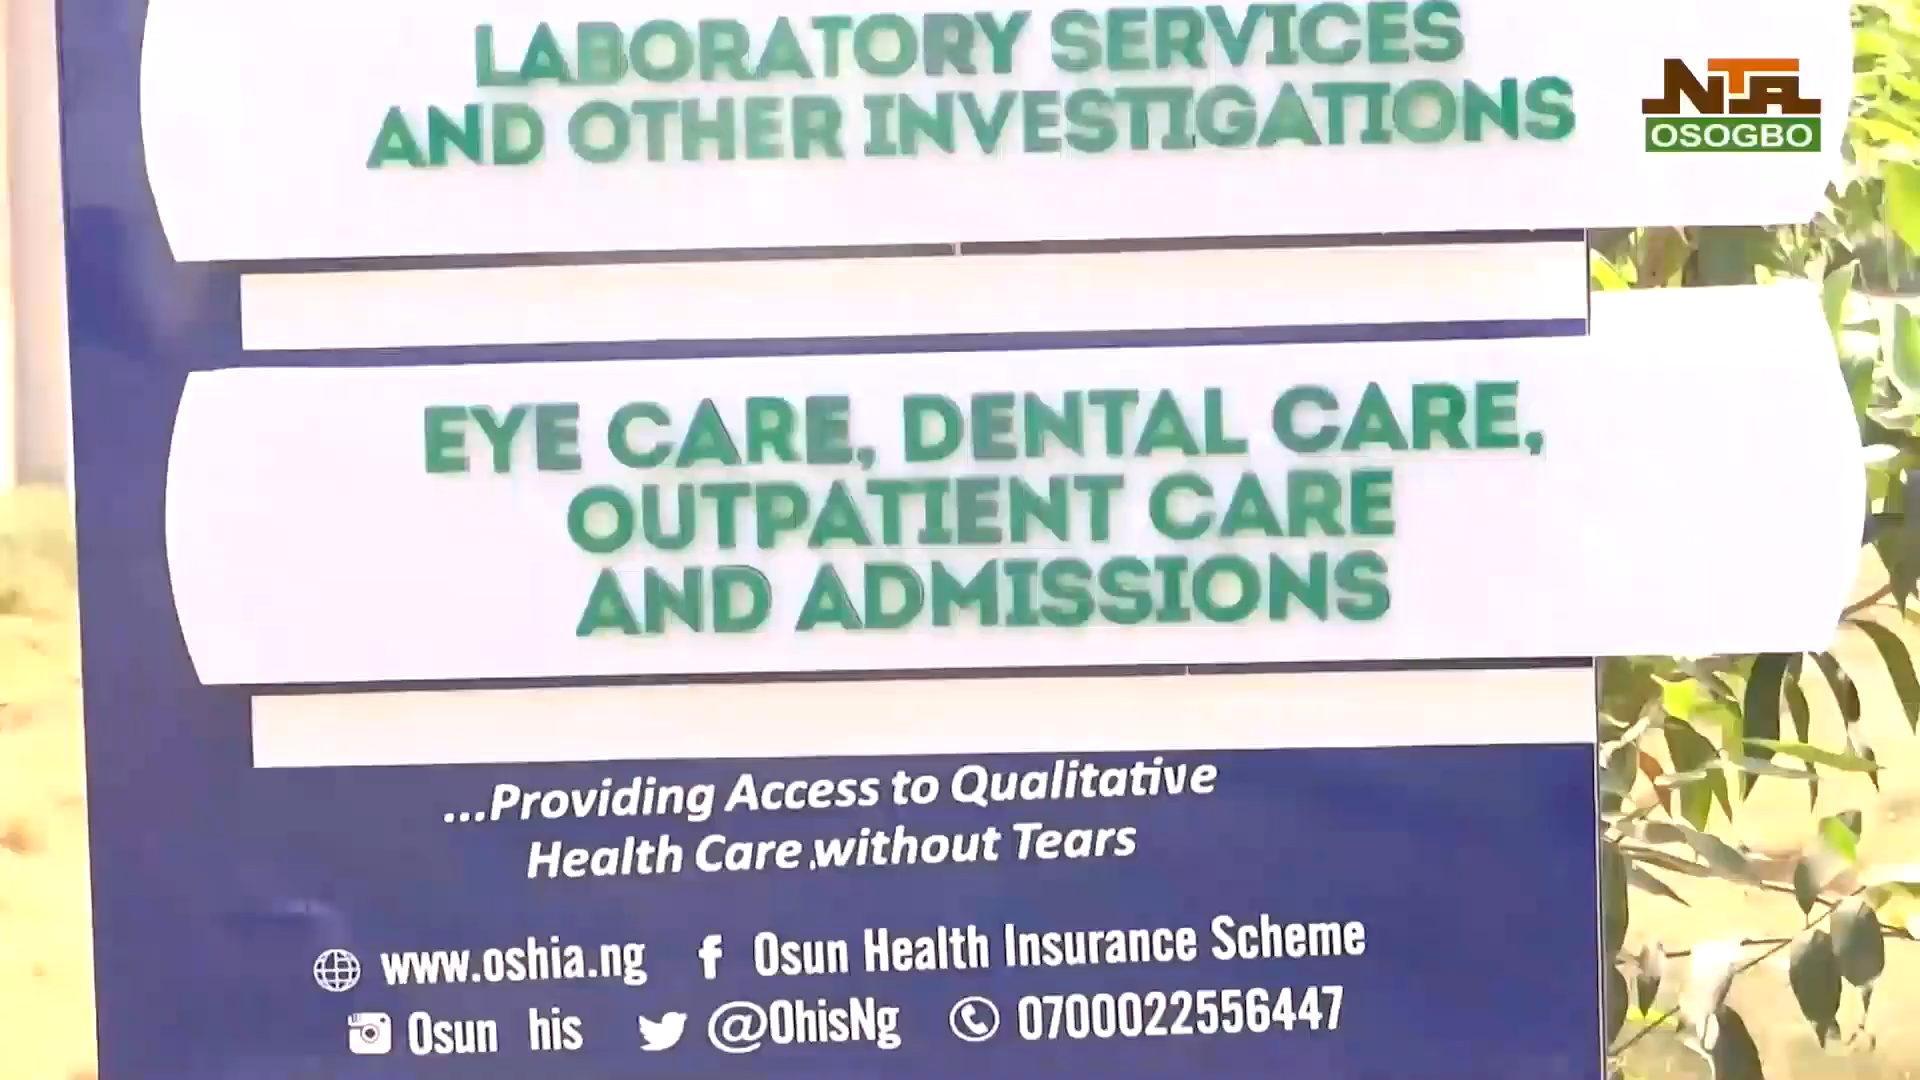 LABORATORY SERVICES
AND OTHER INVESTIGATIONS
NTA
OSOGBO
EYE CARE, DENTAL CARE,
OUTPATIENT CARE
AND ADMISSIONS
...Providing Access to Qualitative
Health Care without Tears
www.oshia.ng f Osun Health Insurance Scheme
Osun his @OhisNg 0700022556447